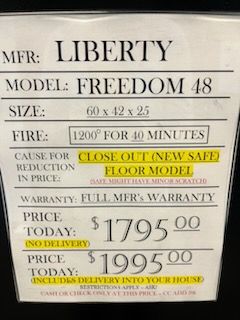 MFR: LIBERTY
MODEL: FREEDOM 48
SIZE: 60 x 42 x 25
FIRE: 1200° FOR 40 MINUTES
CAUSE FOR REDUCTION IN PRICE: CLOSE OUT (NEW SAFE) FLOOR MODEL
(SAFE MIGHT HAVE MINOR SCRATCH)
WARRANTY: FULL MFR's WARRANTY
PRICE TODAY: $1795.00
(NO DELIVERY)
PRICE TODAY: $1995.00
(INCLUDES DELIVERY INTO YOUR HOUSE)
RESTRICTIONS APPLY - ASK!
CASH OR CHECK ONLY AT THIS PRICE - CC ADD